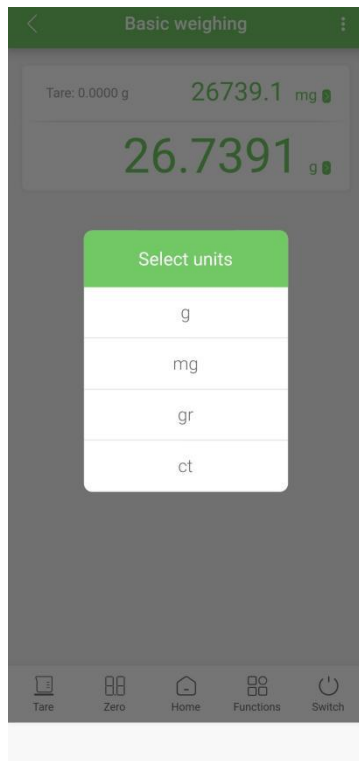 Basic weighing
Tare: 0.0000 g 26739.1 mg
26.7391 g
Select units
g
mg
gr
ct
Tare Zero Home Functions Switch